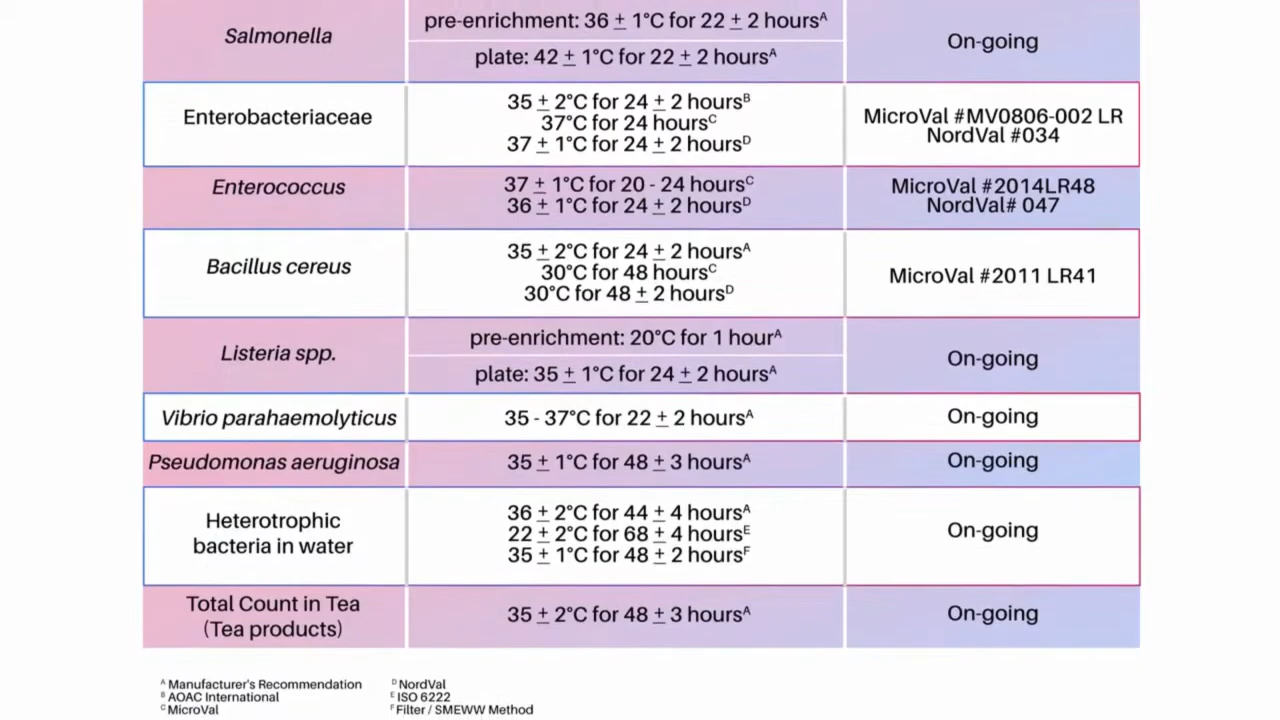 Salmonella
pre-enrichment: 36 ± 1°C for 22 ± 2 hoursᴬ
plate: 42 ± 1°C for 22 ± 2 hoursᴬ
On-going
Enterobacteriaceae
35 ± 2°C for 24 ± 2 hoursᴮ
37°C for 24 hoursᶜ
37 ± 1°C for 24 ± 2 hoursᴰ
MicroVal #MV0806-002 LR
NordVal #034
Enterococcus
37 ± 1°C for 20 - 24 hoursᶜ
36 ± 1°C for 24 ± 2 hoursᴰ
MicroVal #2014LR48
NordVal# 047
Bacillus cereus
35 ± 2°C for 24 ± 2 hoursᴬ
30°C for 48 hoursᶜ
30°C for 48 ± 2 hoursᴰ
MicroVal #2011 LR41
Listeria spp.
pre-enrichment: 20°C for 1 hourᴬ
plate: 35 ± 1°C for 24 ± 2 hoursᴬ
On-going
Vibrio parahaemolyticus
35 - 37°C for 22 ± 2 hoursᴬ
On-going
Pseudomonas aeruginosa
35 ± 1°C for 48 ± 3 hoursᴬ
On-going
Heterotrophic
bacteria in water
36 ± 2°C for 44 ± 4 hoursᴬ
22 ± 2°C for 68 ± 4 hoursᴱ
35 ± 1°C for 48 ± 2 hoursꟳ
On-going
Total Count in Tea
(Tea products)
35 ± 2°C for 48 ± 3 hoursᴬ
On-going
ᴬ Manufacturer's Recommendation
ᴮ AOAC International
ᶜ MicroVal
ᴰ NordVal
ᴱ ISO 6222
ꟳ Filter / SMEWW Method